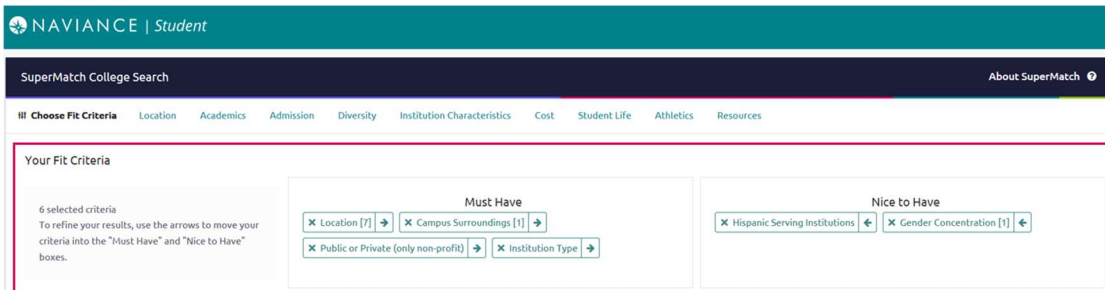 NAVIANCE | Student
SuperMatch College Search
About SuperMatch ?
Choose Fit Criteria Location Academics Admission Diversity Institution Characteristics Cost Student Life Athletics Resources
Your Fit Criteria
6 selected criteria
To refine your results, use the arrows to move your
criteria into the "Must Have" and "Nice to Have"
boxes.
Must Have
× Location [7] → × Campus Surroundings [1] →
× Public or Private (only non-profit) → × Institution Type →
Nice to Have
× Hispanic Serving Institutions ← × Gender Concentration [1] ←